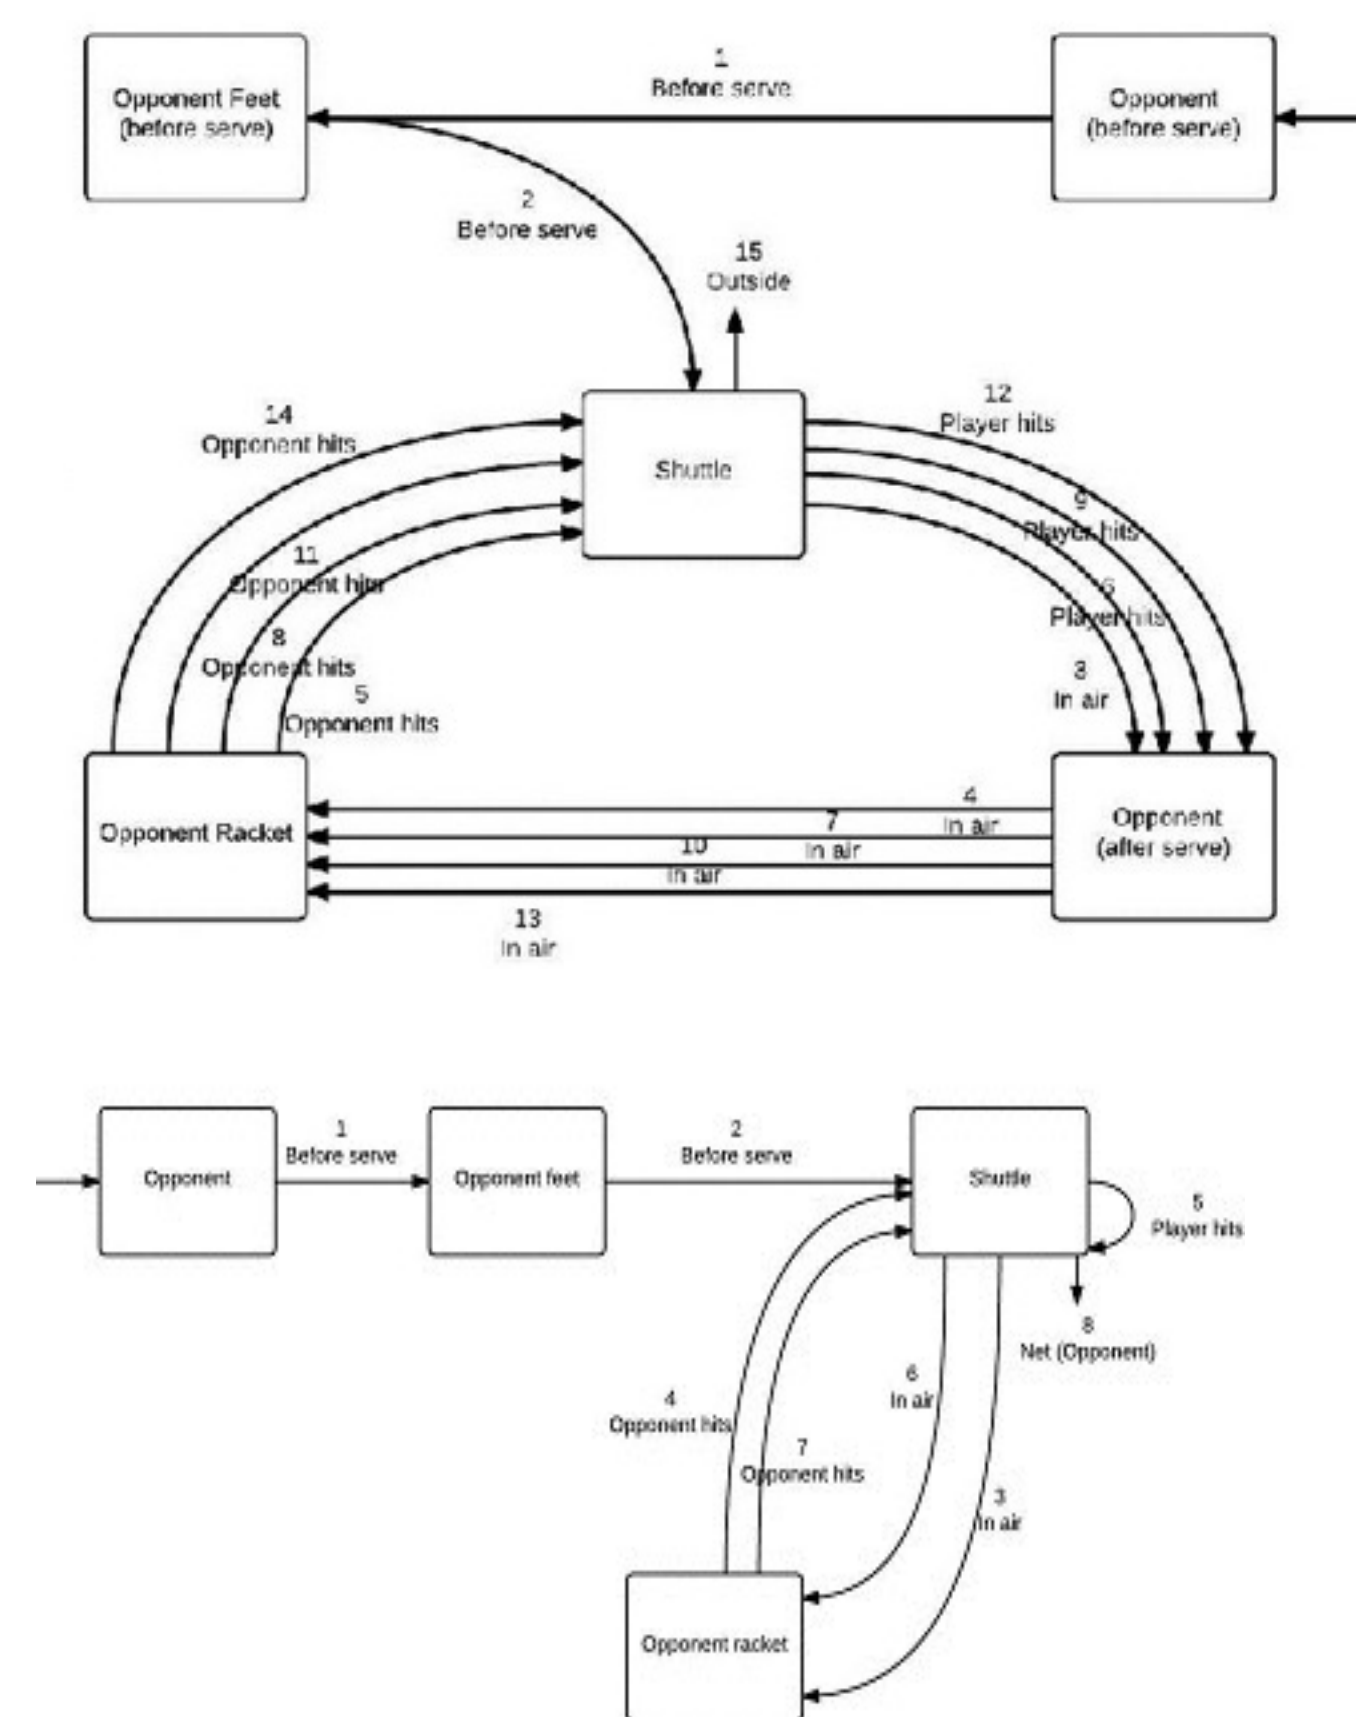 1
Before serve
Opponent Feet
(before serve)
Opponent
(before serve)
2
Before serve
15
Outside
14
Opponent hits
12
Player hits
Shuttle
9
Player hits
11
Opponent hits
6
Player hits
8
Opponent hits
3
In air
5
Opponent hits
Opponent Racket
4
In air
7
In air
10
In air
Opponent
(after serve)
13
In air
Opponent
1
Before serve
Opponent feet
2
Before serve
Shuttle
5
Player hits
8
Net (Opponent)
6
In air
4
Opponent hits
7
Opponent hits
3
In air
Opponent racket